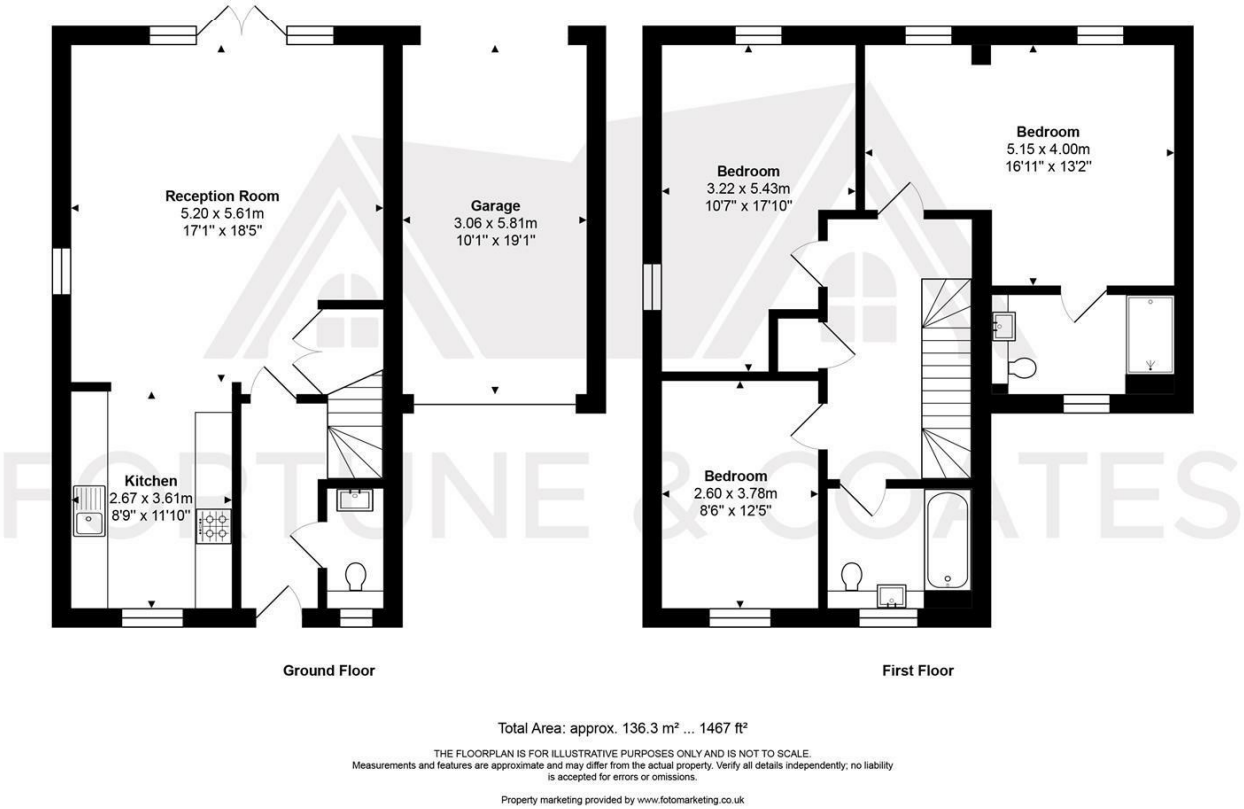 Reception Room
5.20 x 5.61m
17'1" x 18'5"
Garage
3.06 x 5.81m
10'1" x 19'1"
Bedroom
3.22 x 5.43m
10'7" x 17'10"
Bedroom
5.15 x 4.00m
16'11" x 13'2"
Kitchen
2.67 x 3.61m
8'9" x 11'10"
Bedroom
2.60 x 3.78m
8'6" x 12'5"
FORTUNE & COATES
Ground Floor
First Floor
Total Area: approx. 136.3 m² ... 1467 ft²
THE FLOORPLAN IS FOR ILLUSTRATIVE PURPOSES ONLY AND IS NOT TO SCALE.
Measurements and features are approximate and may differ from the actual property. Verify all details independently; no liability
is accepted for errors or omissions.
Property marketing provided by www.fotomarketing.co.uk